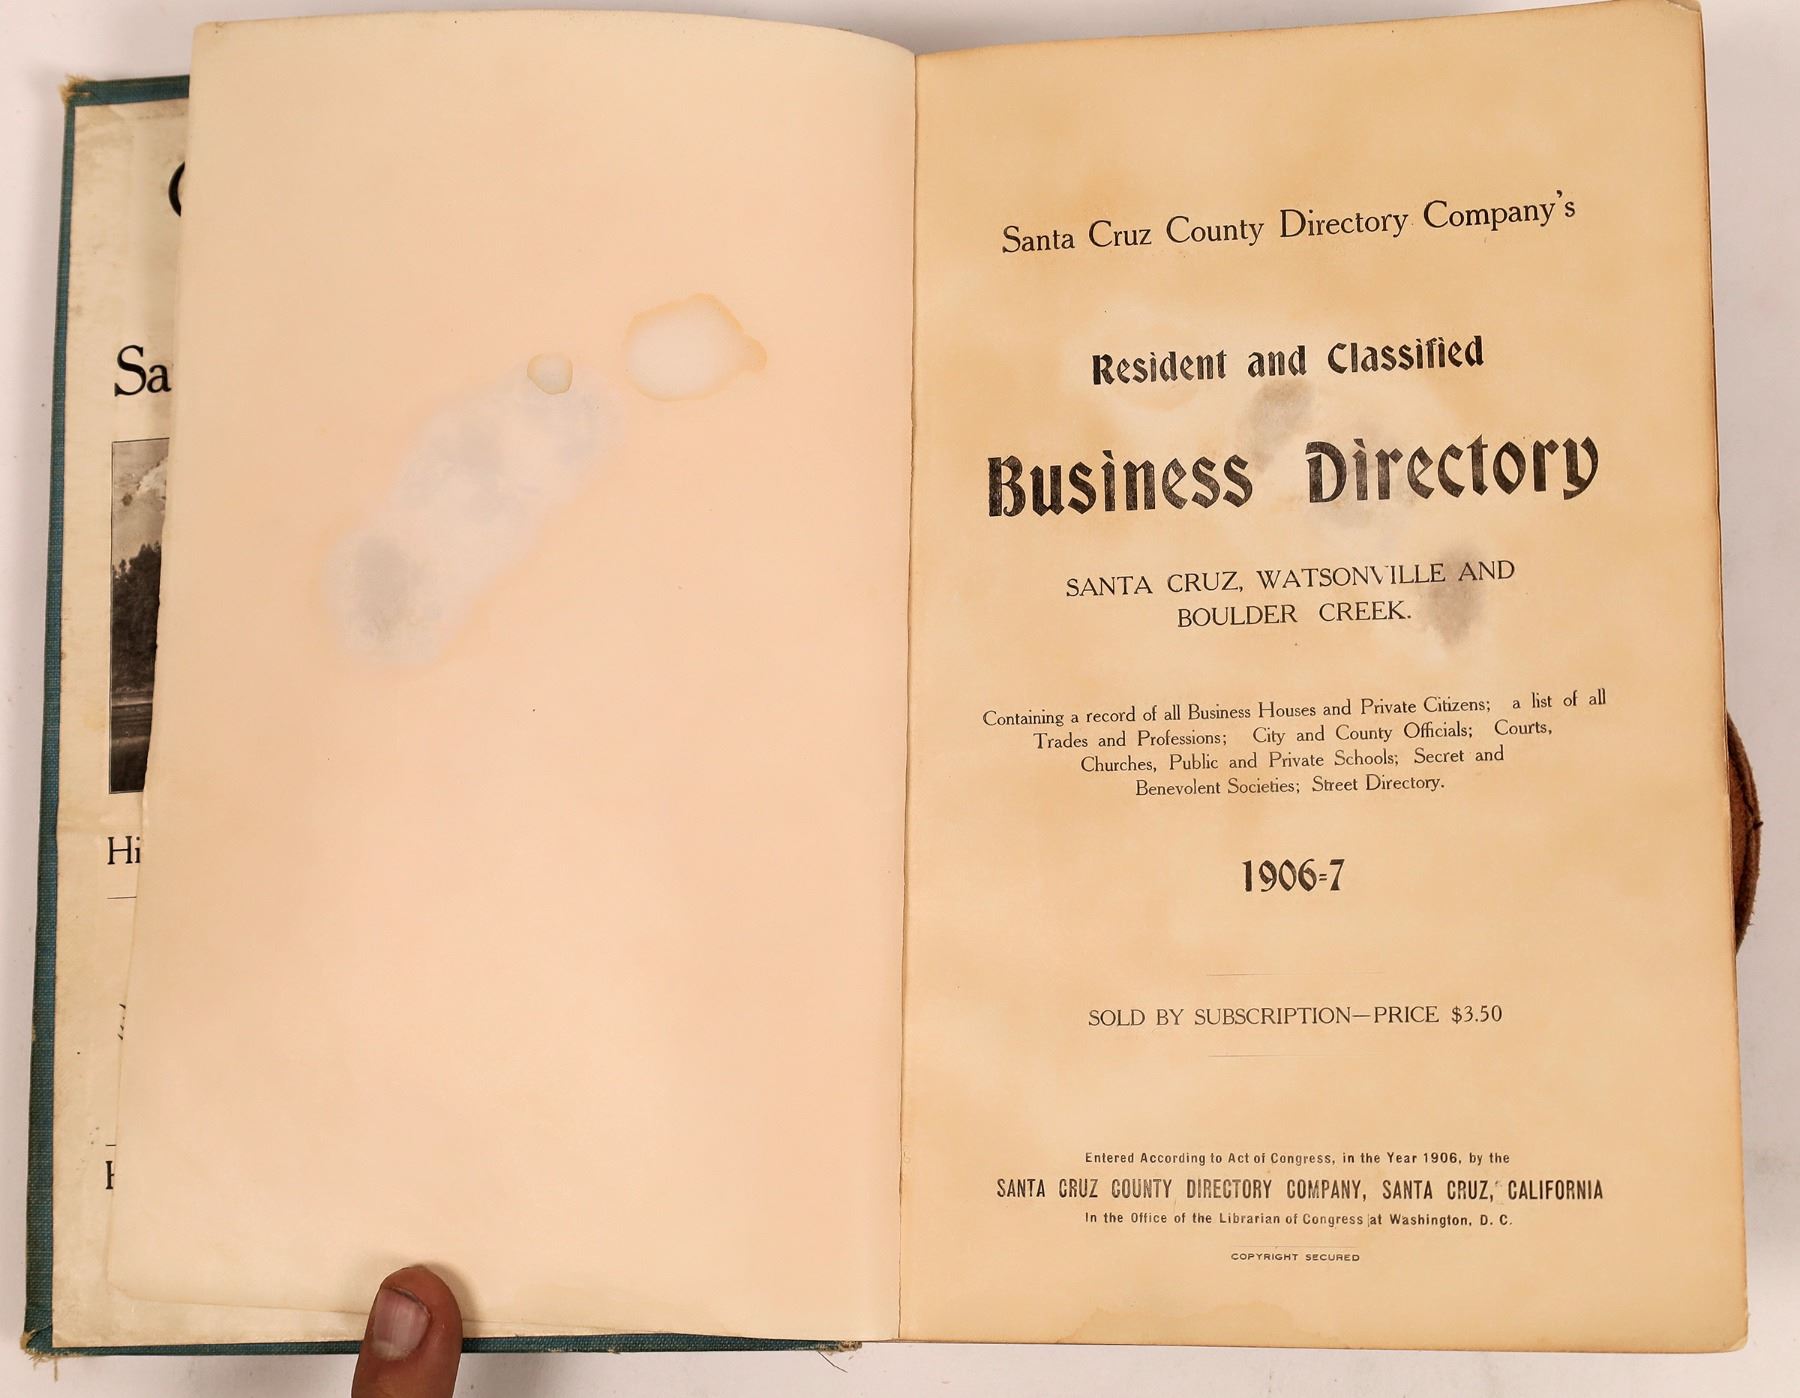 Sa
Hi
Santa Cruz County Directory Company's
Resident and Classified
Business Directory
SANTA CRUZ, WATSONVILLE AND
BOULDER CREEK.
Containing a record of all Business Houses and Private Citizens; a list of all
Trades and Professions; City and County Officials; Courts,
Churches, Public and Private Schools; Secret and
Benevolent Societies; Street Directory.
1906-7
SOLD BY SUBSCRIPTION—PRICE $3.50
Entered According to Act of Congress, in the Year 1906, by the
SANTA CRUZ COUNTY DIRECTORY COMPANY, SANTA CRUZ, CALIFORNIA
In the Office of the Librarian of Congress at Washington, D. C.
COPYRIGHT SECURED